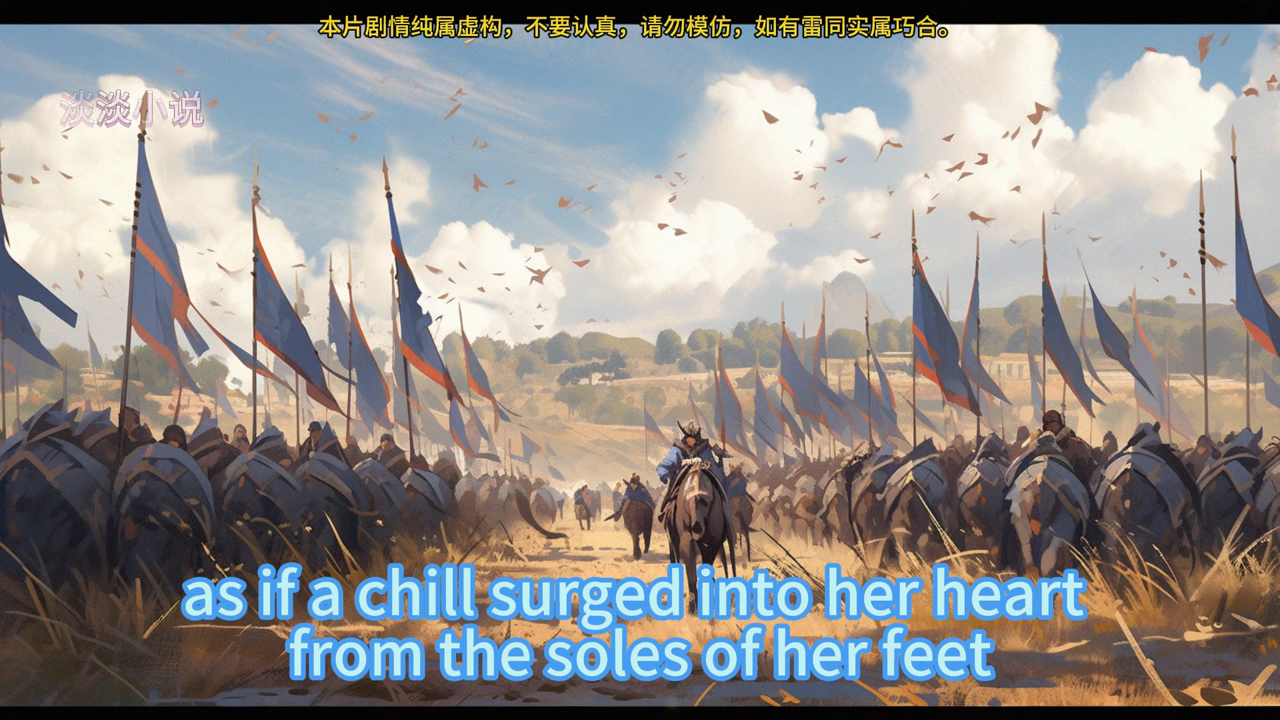 本片剧情纯属虚构，不要认真，请勿模仿，如有雷同实属巧合。
淡淡小说
as if a chill surged into her heart
from the soles of her feet